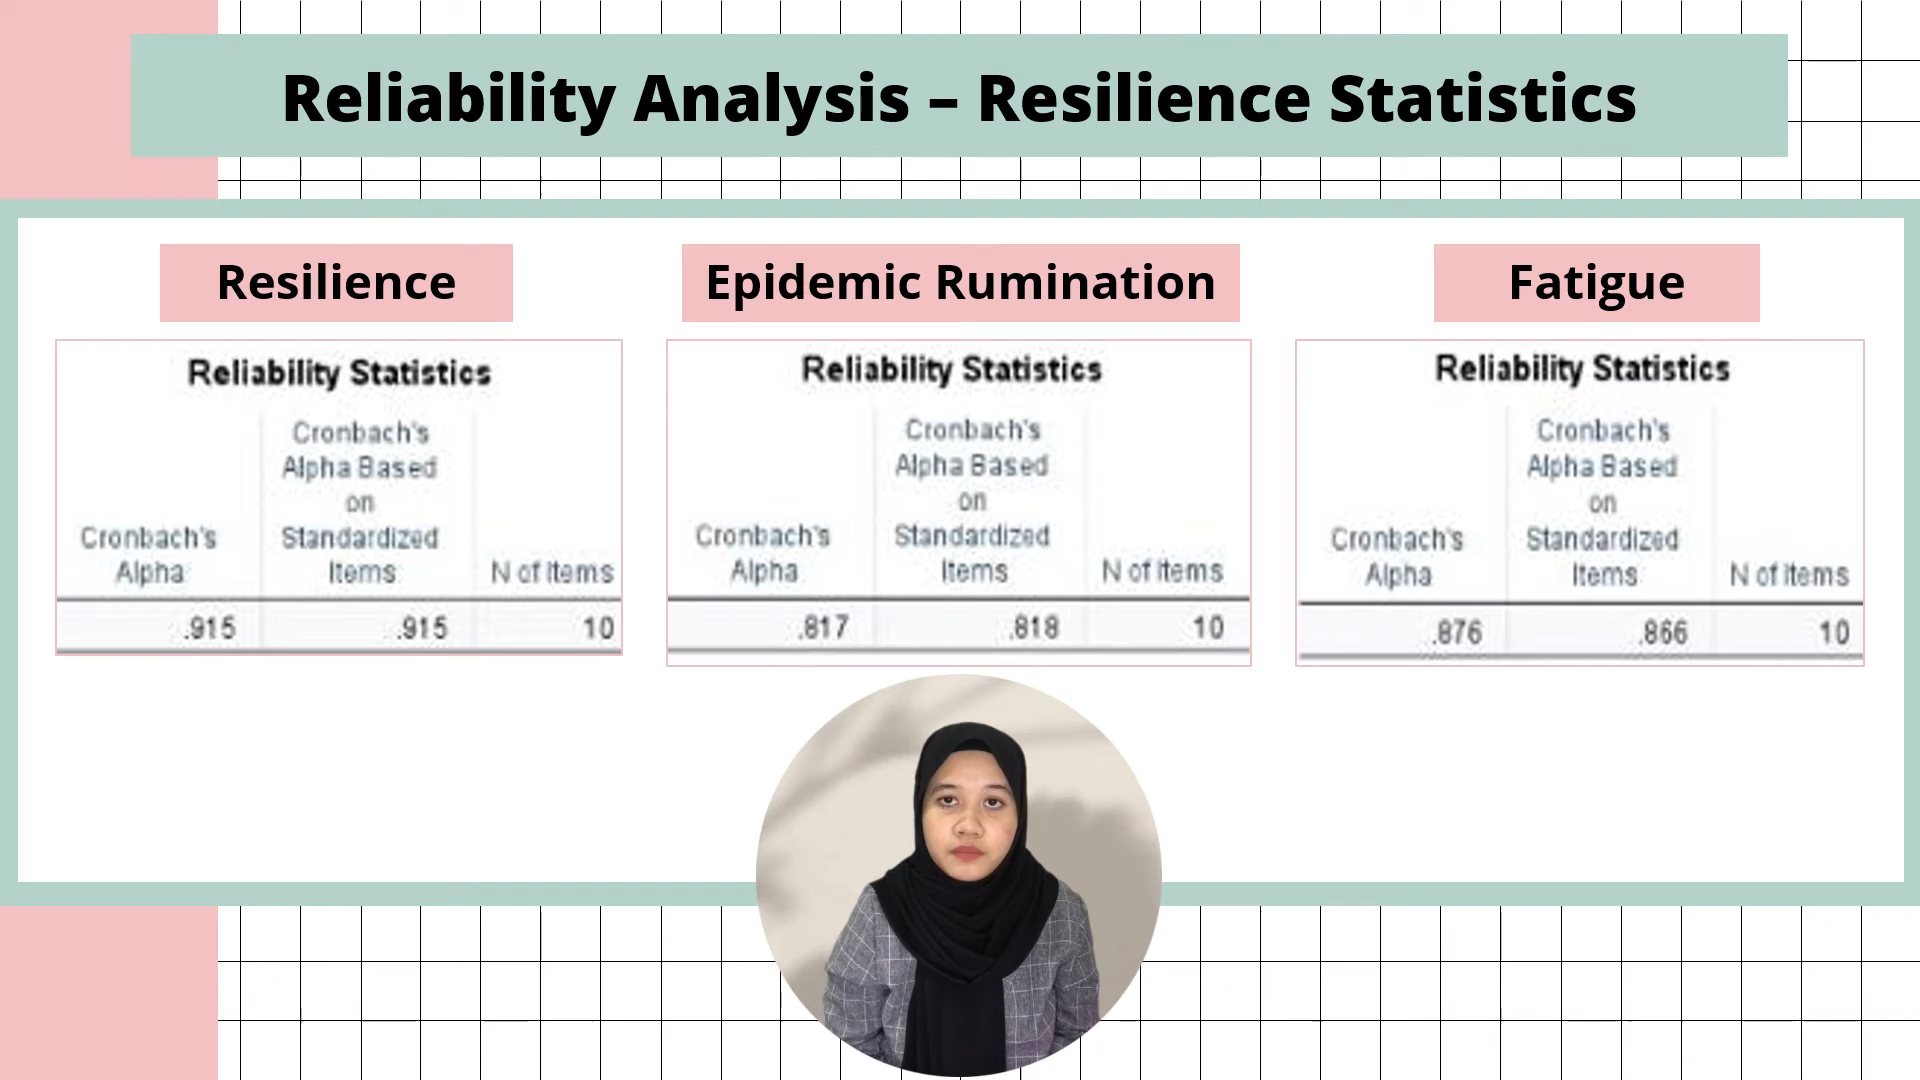 Reliability Analysis – Resilience Statistics
Resilience
Reliability Statistics
Cronbach's
Alpha
Cronbach's
Alpha Based
on
Standardized
Items
N of Items
.915
.915
10
Epidemic Rumination
Reliability Statistics
Cronbach's
Alpha
Cronbach's
Alpha Based
on
Standardized
Items
N of Items
.817
.818
10
Fatigue
Reliability Statistics
Cronbach's
Alpha
Cronbach's
Alpha Based
on
Standardized
Items
N of Items
.876
.866
10